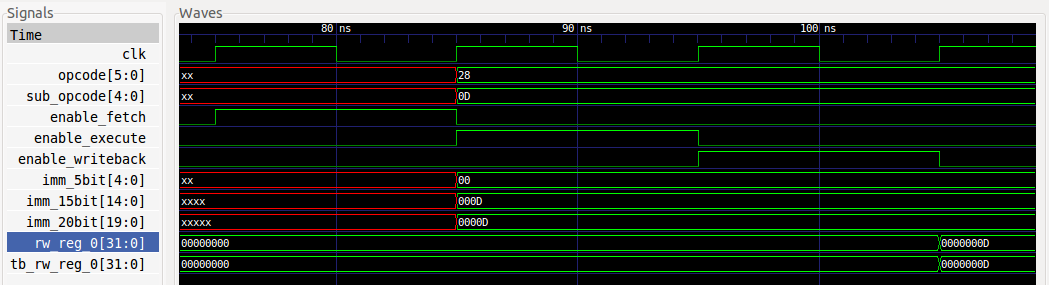 Signals Waves
Time 80 ns 90 ns 100 ns
clk
opcode[5:0] xx 28
sub_opcode[4:0] xx 0D
enable_fetch
enable_execute
enable_writeback
imm_5bit[4:0] xx 00
imm_15bit[14:0] xxxx 000D
imm_20bit[19:0] xxxxx 0000D
rw_reg_0[31:0] 00000000 0000000D
tb_rw_reg_0[31:0] 00000000 0000000D